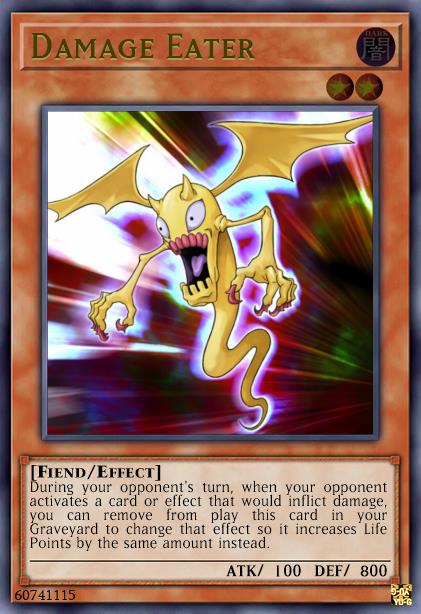 DAMAGE EATER
DARK
闇
[FIEND/EFFECT]
During your opponent's turn, when your opponent
activates a card or effect that would inflict damage,
you can remove from play this card in your
Graveyard to change that effect so it increases Life
Points by the same amount instead.
ATK/ 100 DEF/ 800
60741115